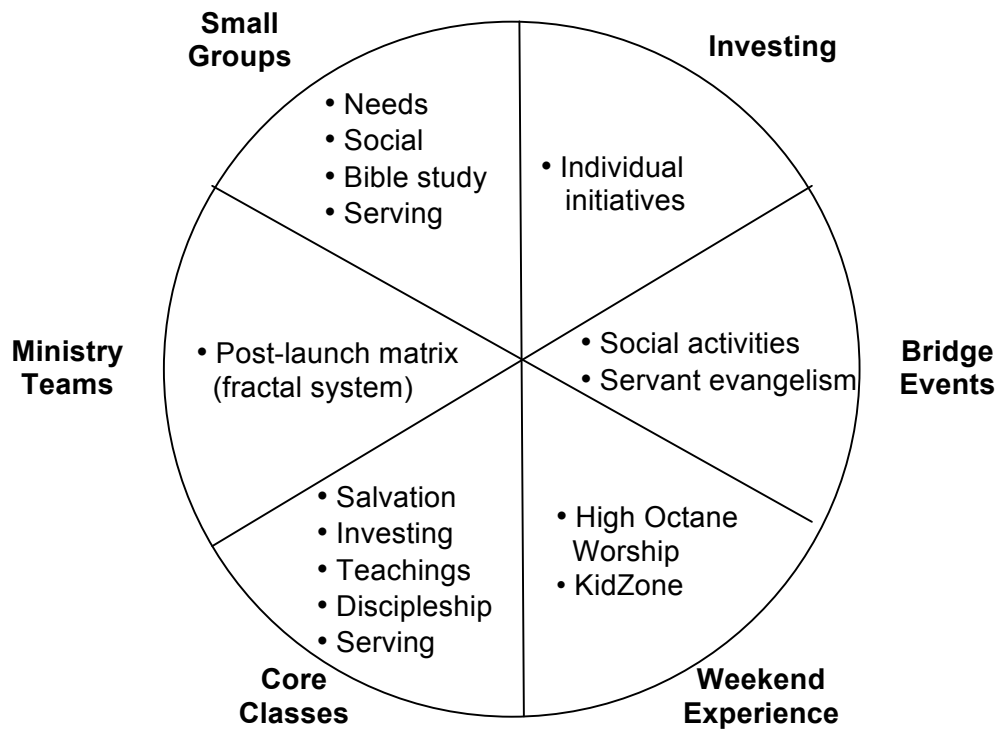 Small
Groups
• Needs
• Social
• Bible study
• Serving
Investing
• Individual
initiatives
Ministry
Teams
• Post-launch matrix
(fractal system)
• Social activities
• Servant evangelism
Bridge
Events
• Salvation
• Investing
• Teachings
• Discipleship
• Serving
Core
Classes
• High Octane
Worship
• KidZone
Weekend
Experience